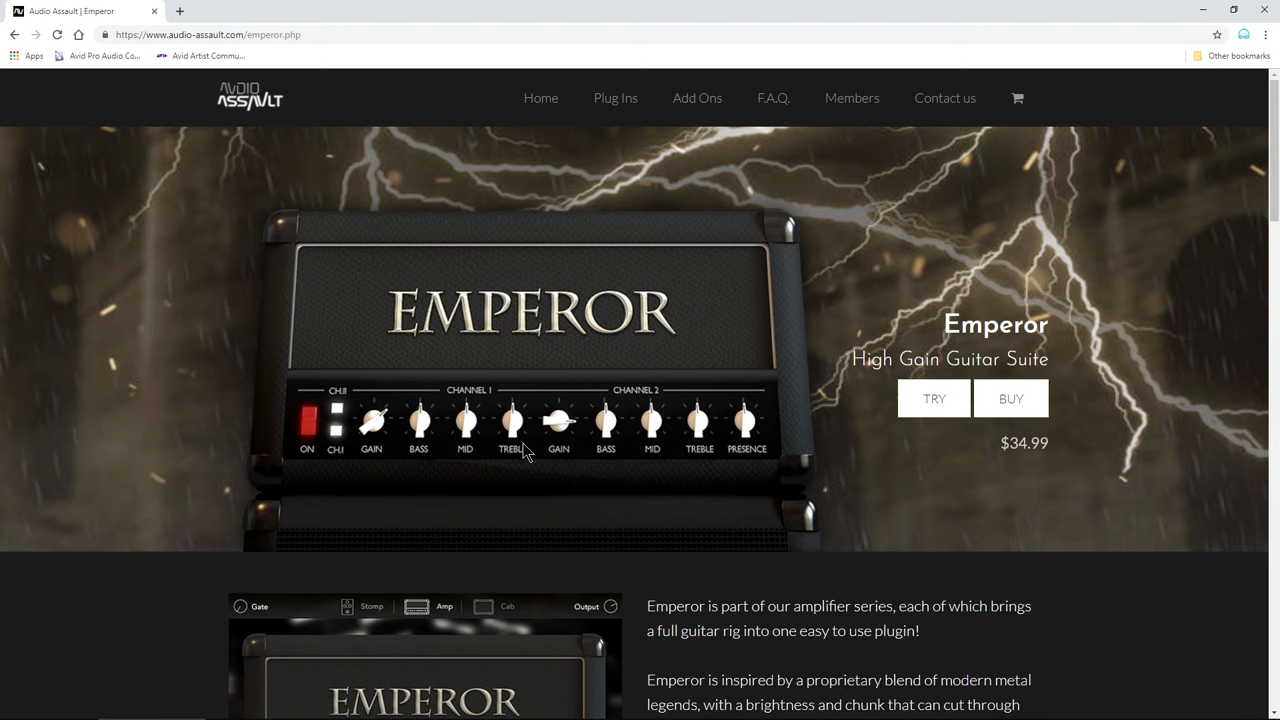 Audio Assault | Emperor
https://www.audio-assault.com/emperor.php
Apps
Avid Pro Audio Co...
Avid Artist Commu...
Other bookmarks
AUDIO
ASSAULT
Home
Plug Ins
Add Ons
F.A.Q.
Members
Contact us
EMPEROR
CH.II
CHANNEL 1
CHANNEL 2
ON
CH.I
GAIN
BASS
MID
TREBLE
GAIN
BASS
MID
TREBLE
PRESENCE
Emperor
High Gain Guitar Suite
TRY
BUY
$34.99
Gate
Stomp
Amp
Cab
Output
EMPEROR
Emperor is part of our amplifier series, each of which brings
a full guitar rig into one easy to use plugin!
Emperor is inspired by a proprietary blend of modern metal
legends, with a brightness and chunk that can cut through